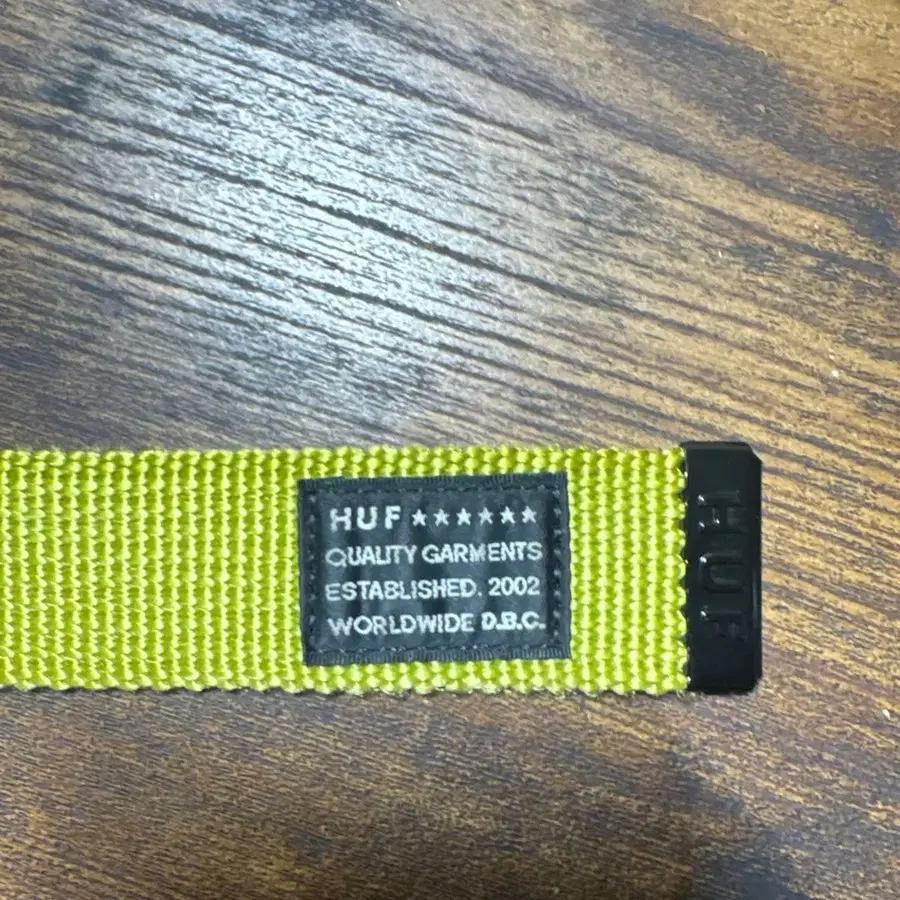 HUF ★★★★★★
QUALITY GARMENTS
ESTABLISHED. 2002
WORLDWIDE D.B.C.
HUF